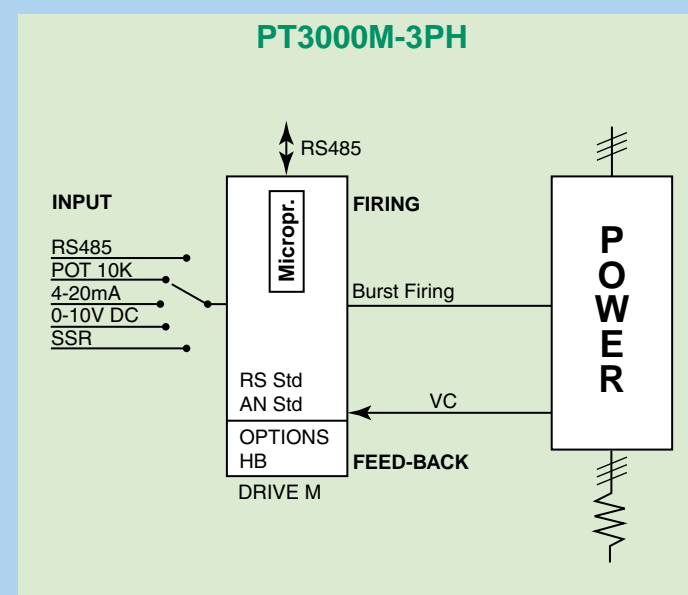 PT3000M-3PH
RS485
INPUT
RS485
POT 10K
4-20mA
0-10V DC
SSR
Micropr.
FIRING
Burst Firing
RS Std
AN Std
VC
OPTIONS
HB
FEED-BACK
DRIVE M
POWER